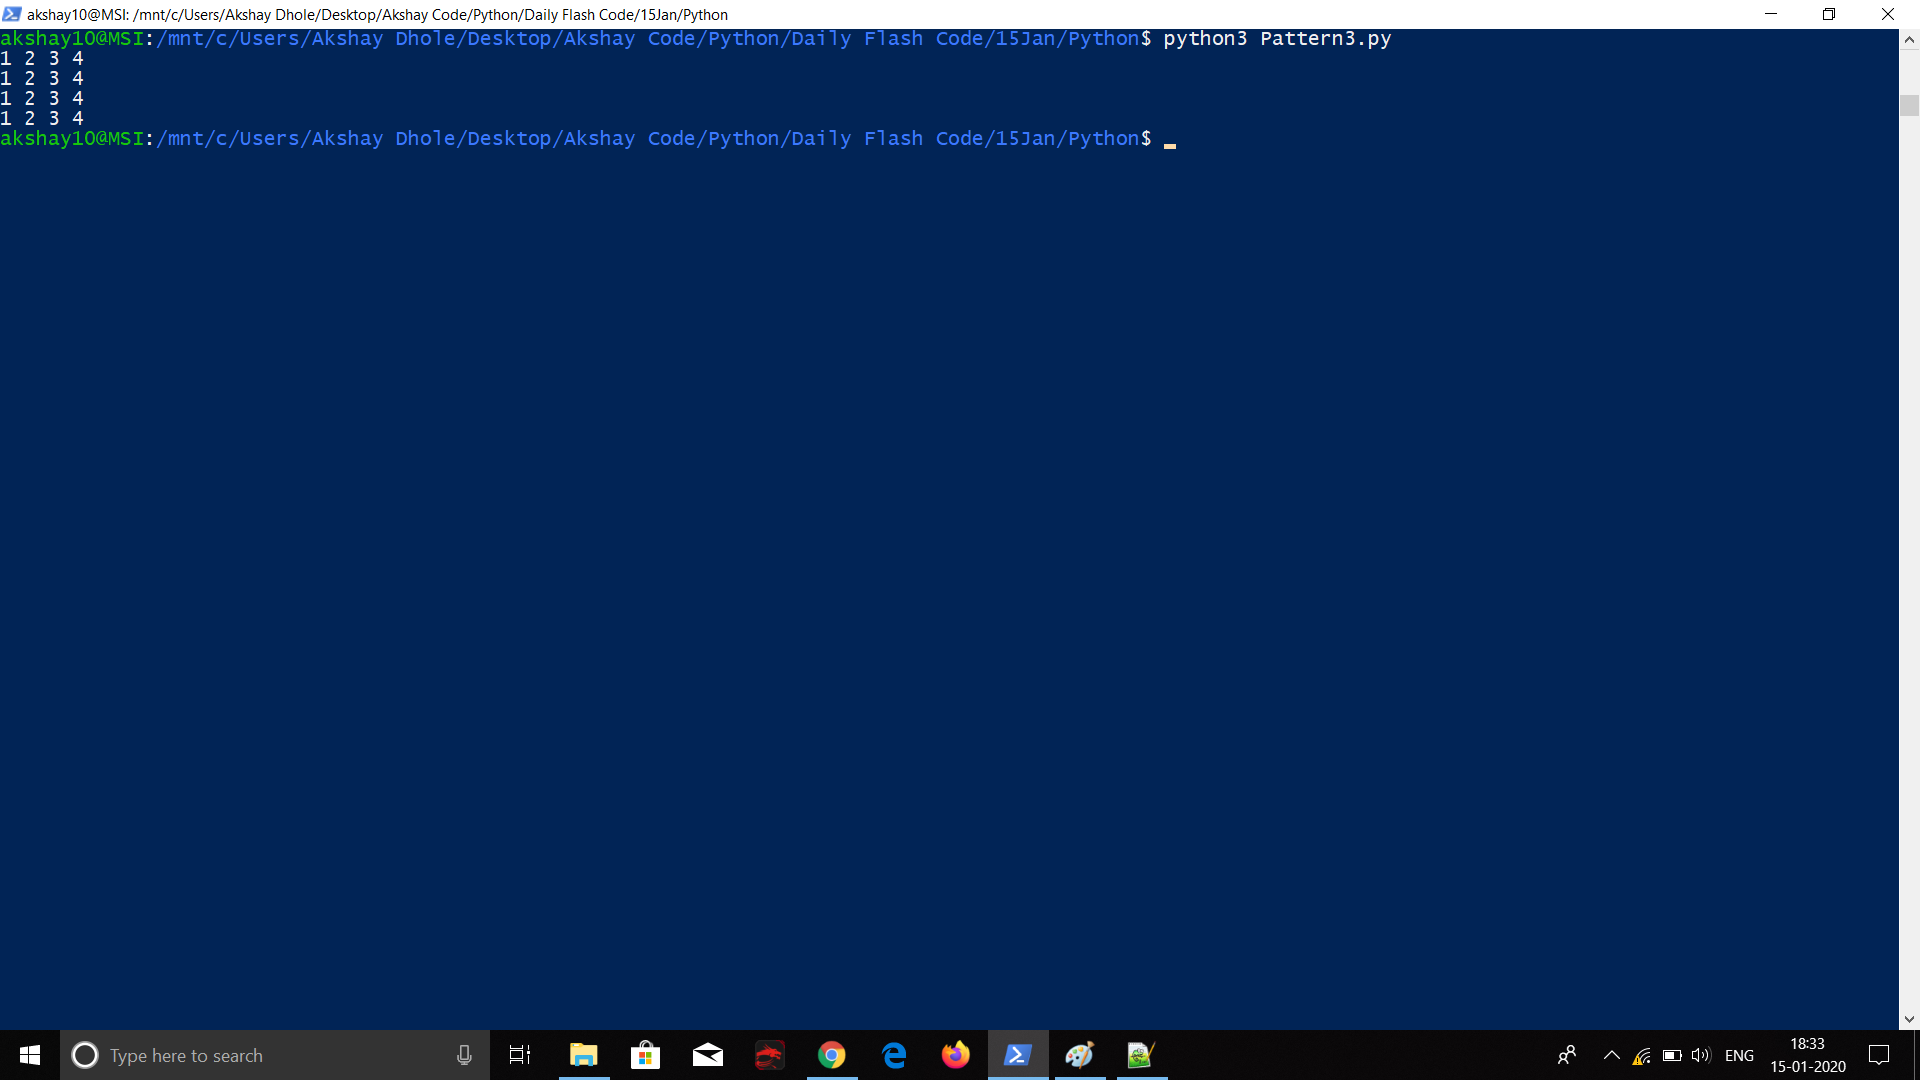 akshay10@MSI: /mnt/c/Users/Akshay Dhole/Desktop/Akshay Code/Python/Daily Flash Code/15Jan/Python
akshay10@MSI:/mnt/c/Users/Akshay Dhole/Desktop/Akshay Code/Python/Daily Flash Code/15Jan/Python$ python3 Pattern3.py
1 2 3 4
1 2 3 4
1 2 3 4
1 2 3 4
akshay10@MSI:/mnt/c/Users/Akshay Dhole/Desktop/Akshay Code/Python/Daily Flash Code/15Jan/Python$
Type here to search
ENG
18:33
15-01-2020